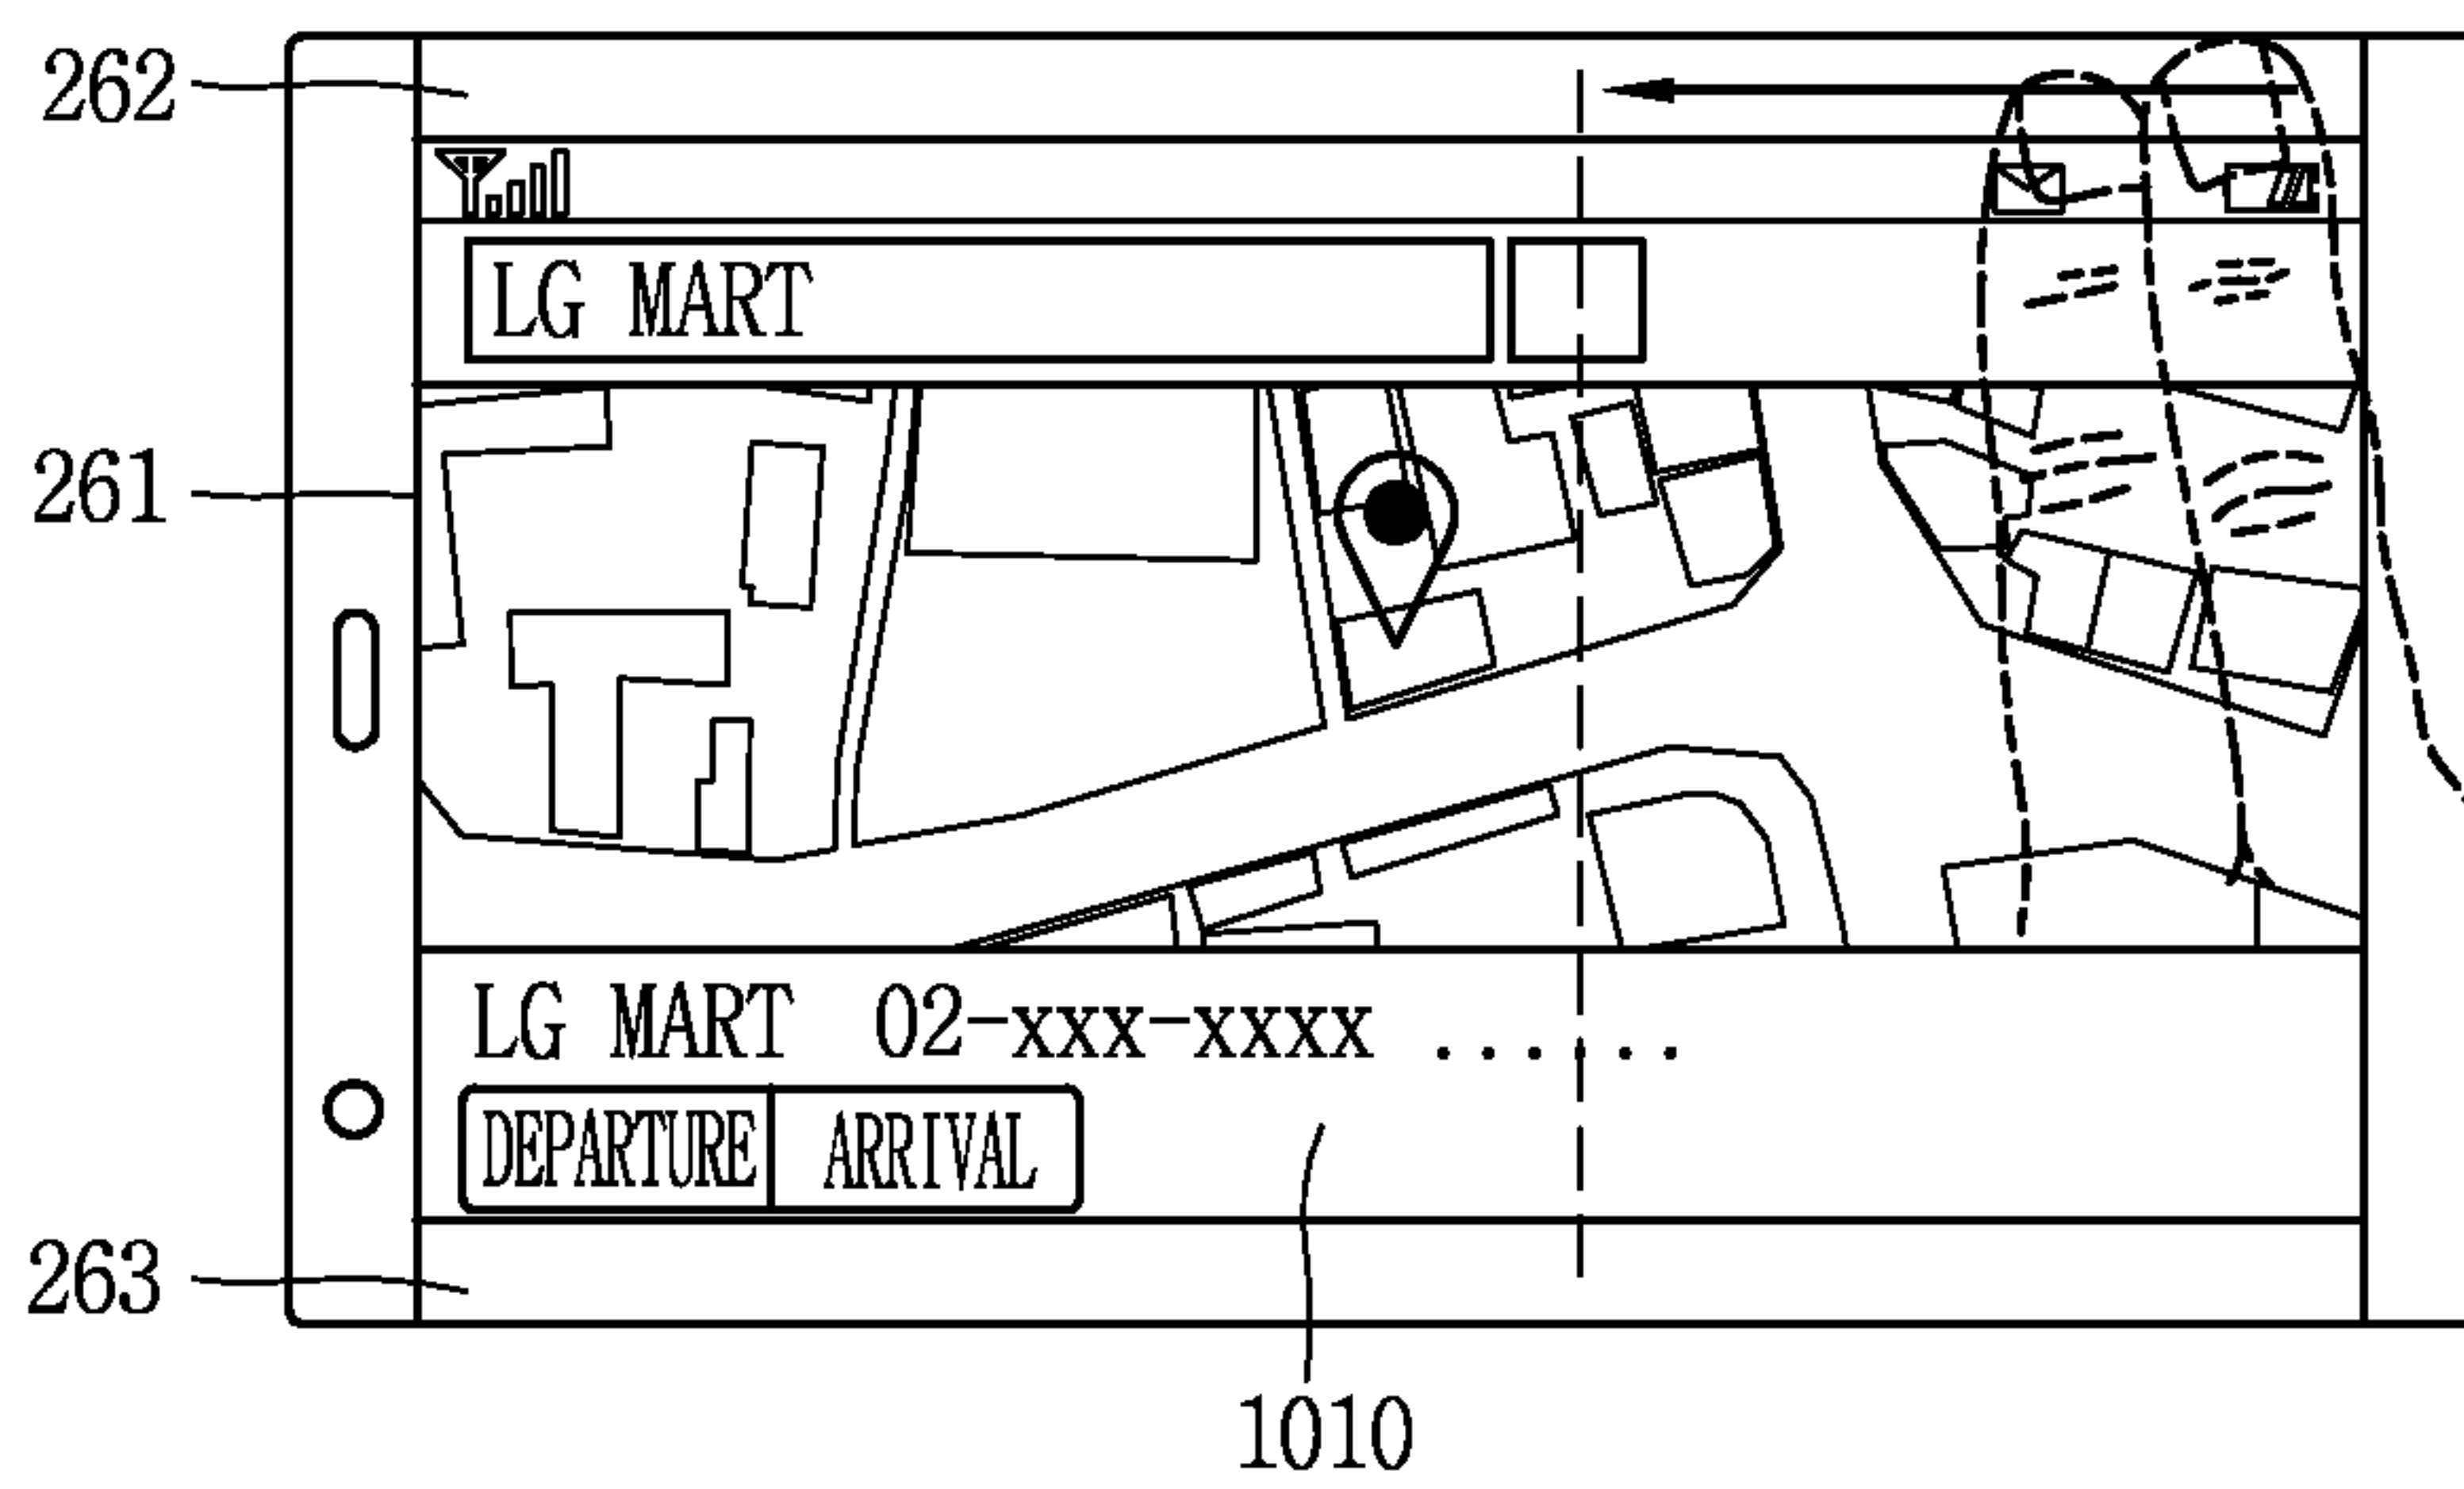 262
LG MART
261
LG MART 02-xxx-xxxx ......
DEPARTURE ARRIVAL
263
1010